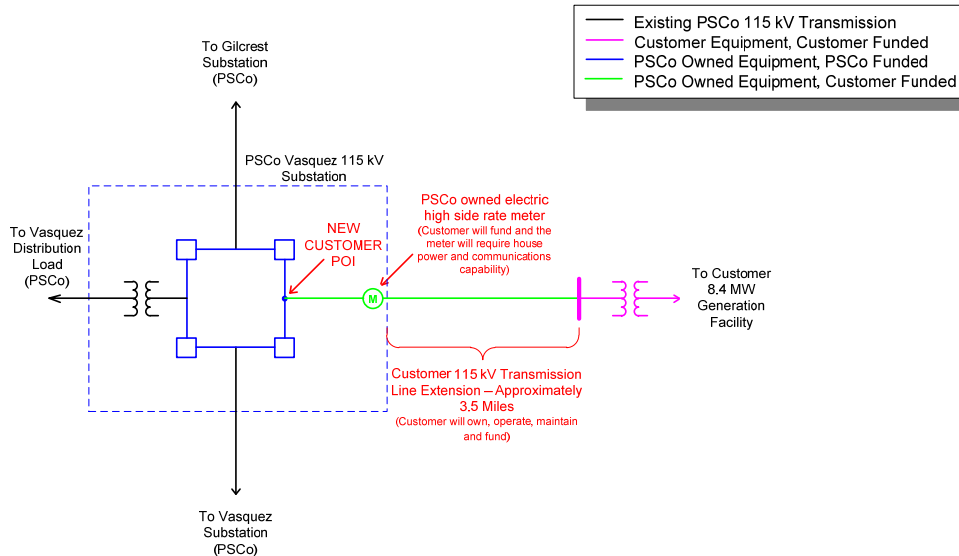 Existing PSCo 115 kV Transmission
Customer Equipment, Customer Funded
PSCo Owned Equipment, PSCo Funded
PSCo Owned Equipment, Customer Funded
To Gilcrest
Substation
(PSCo)
PSCo Vasquez 115 kV
Substation
To Vasquez
Distribution
Load
(PSCo)
NEW
CUSTOMER
POI
PSCo owned electric
high side rate meter
(Customer will fund and the
meter will require house
power and communications
capability)
M
To Customer
8.4 MW
Generation
Facility
Customer 115 kV Transmission
Line Extension – Approximately
3.5 Miles
(Customer will own, operate, maintain
and fund)
To Vasquez
Substation
(PSCo)